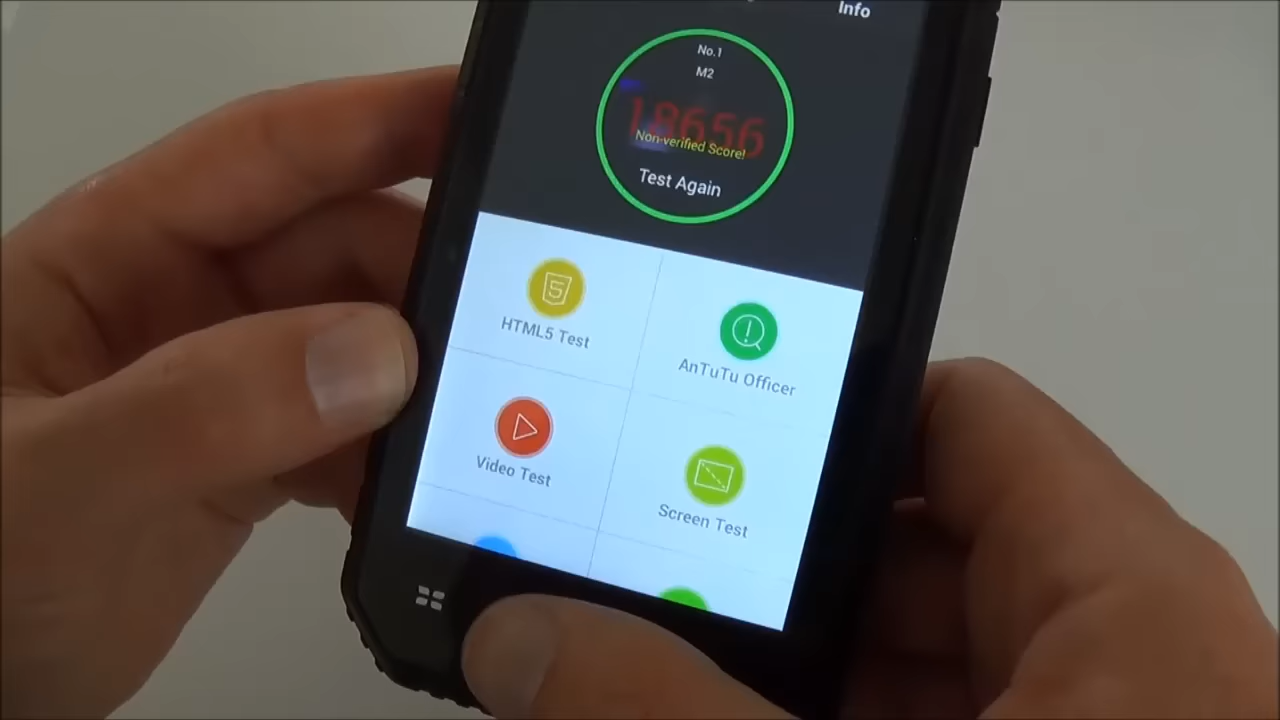 Info
No.1
M2
18656
Non-verified Score!
Test Again
HTML5 Test
AnTuTu Officer
Video Test
Screen Test